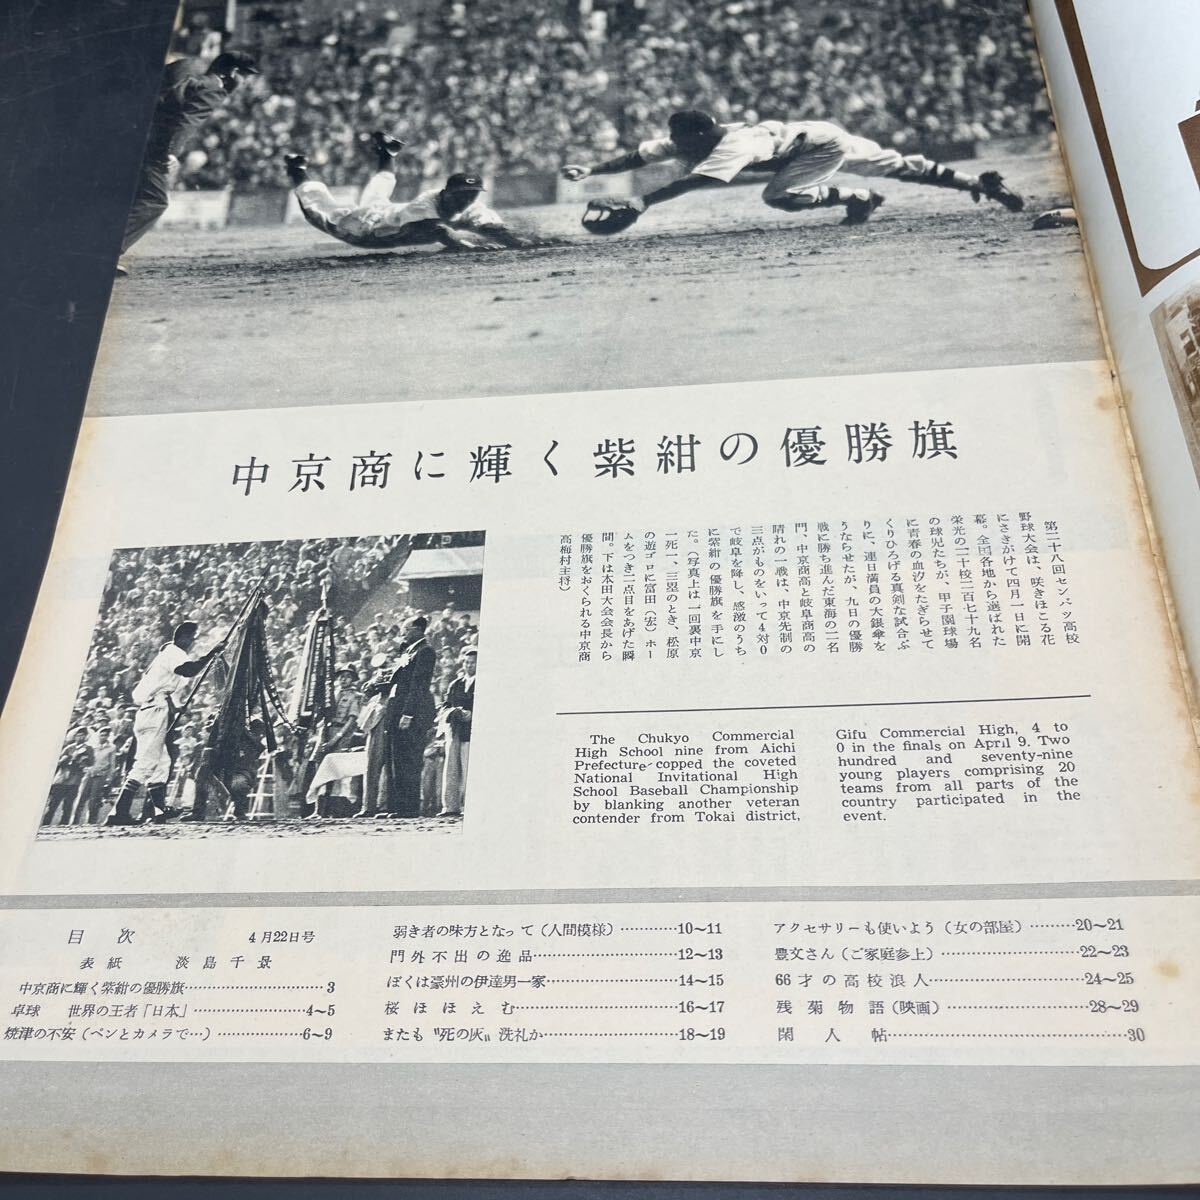 中京商に輝く紫紺の優勝旗
第二十八回センバツ高校
野球大会は、咲きほこる花
にさきがけて四月一日に開
幕。全国各地から選ばれた
栄光の二十校二百七十九名
の球児たちが、甲子園球場
に青春の血汐をたぎらせて
くりひろげる真剣な試合ぶ
りに、連日満員の大銀傘を
うならせたが、九日の優勝
戦に勝ち進んだ東海の二名
門、中京商高と岐阜商高の
晴れの一戦は、中京先制の
三点がものをいって4対0
で岐阜を降し、感激のうち
に紫紺の優勝旗を手にし
た。（写真上は一回裏中京
一死一、三塁のとき、松原
の遊ゴロに富田（宏）ホー
ムをつき二点目をあげた瞬
間。下は本田大会会長から
優勝旗をおくられる中京商
高梅村主将）
The Chukyo Commercial
High School nine from Aichi
Prefecture copped the coveted
National Invitational High
School Baseball Championship
by blanking another veteran
contender from Tokai district,
Gifu Commercial High, 4 to
0 in the finals on April 9. Two
hundred and seventy-nine
young players comprising 20
teams from all parts of the
country participated in the
event.
目次 4月22日号
表紙 淡島千景
中京商に輝く紫紺の優勝旗…………………3
卓球 世界の王者「日本」………………4～5
焼津の不安（ペンとカメラで…）…………6～9
弱き者の味方となって（人間模様）…………10～11
門外不出の逸品…………………12～13
ぼくは豪州の伊達男一家………………14～15
桜ほほえむ…………………16～17
またも〝死の灰〟洗礼か………………18～19
アクセサリーも使いよう（女の部屋）………20～21
豊文さん（ご家庭参上）…………………22～23
66才の高校浪人…………………24～25
残菊物語（映画）…………………28～29
閑人帖…………………30